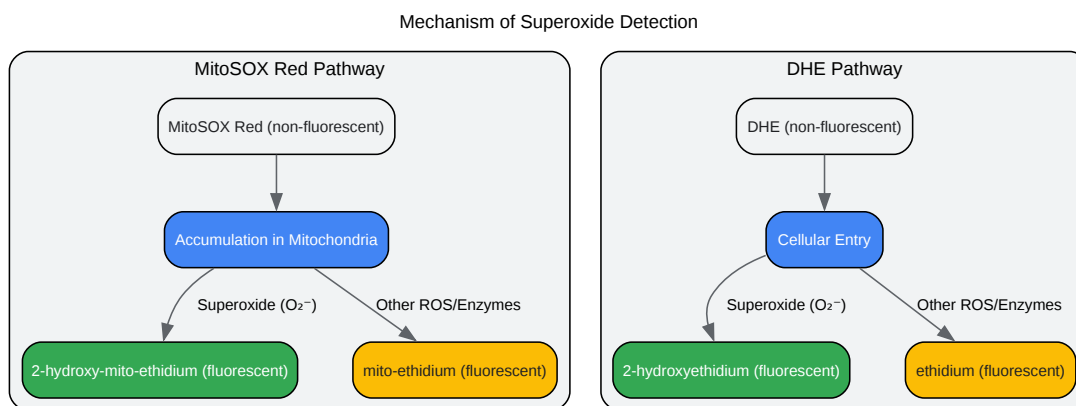 Mechanism of Superoxide Detection
MitoSOX Red Pathway
MitoSOX Red (non-fluorescent)
Accumulation in Mitochondria
Superoxide (O₂⁻)
Other ROS/Enzymes
2-hydroxy-mito-ethidium (fluorescent)
mito-ethidium (fluorescent)
DHE Pathway
DHE (non-fluorescent)
Cellular Entry
Superoxide (O₂⁻)
Other ROS/Enzymes
2-hydroxyethidium (fluorescent)
ethidium (fluorescent)